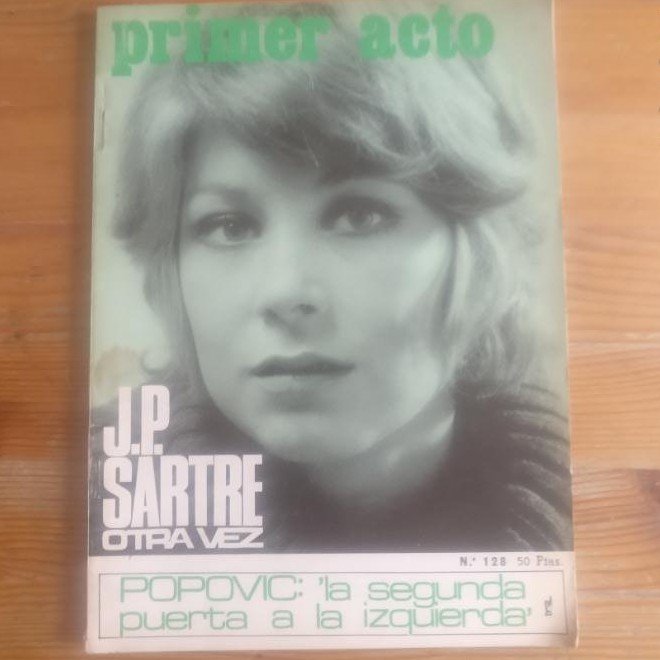 primer acto
J.P.
SARTRE
OTRA VEZ
N.º 128 50 Ptas.
POPOVIC: 'la segunda
puerta a la izquierda'